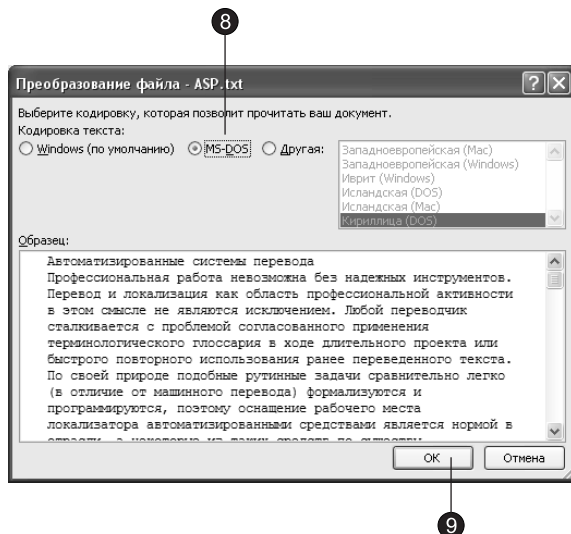 8
Преобразование файла - ASP.txt
Выберите кодировку, которая позволит прочитать ваш документ.
Кодировка текста:
Windows (по умолчанию) MS-DOS Другая:
Западноевропейская (Mac)
Западноевропейская (Windows)
Иврит (Windows)
Исландская (DOS)
Исландская (Mac)
Кириллица (DOS)
Образец:
Автоматизированные системы перевода
Профессиональная работа невозможна без надежных инструментов.
Перевод и локализация как область профессиональной активности
в этом смысле не являются исключением. Любой переводчик
сталкивается с проблемой согласованного применения
терминологического глоссария в ходе длительного проекта или
быстрого повторного использования ранее переведенного текста.
По своей природе подобные рутинные задачи сравнительно легко
(в отличие от машинного перевода) формализуются и
программируются, поэтому оснащение рабочего места
локализатора автоматизированными средствами является нормой в
OK Отмена
9